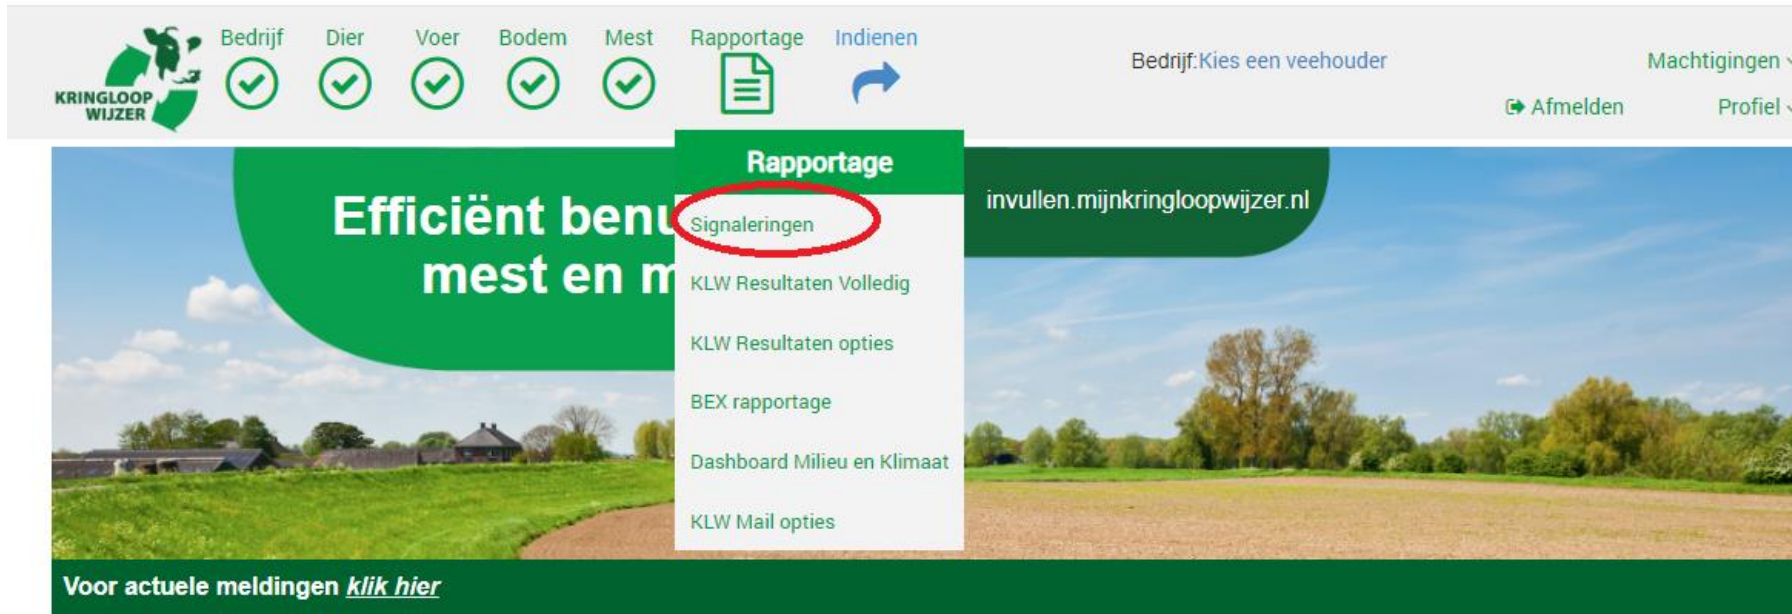 KRINGLOOP
WIJZER
Bedrijf Dier Voer Bodem Mest Rapportage Indienen
Bedrijf:Kies een veehouder
Machtigingen
Afmelden
Profiel
Rapportage
Signaleringen
KLW Resultaten Volledig
KLW Resultaten opties
BEX rapportage
Dashboard Milieu en Klimaat
KLW Mail opties
Efficiënt
mest en
invullen.mijnkringloopwijzer.nl
Voor actuele meldingen klik hier